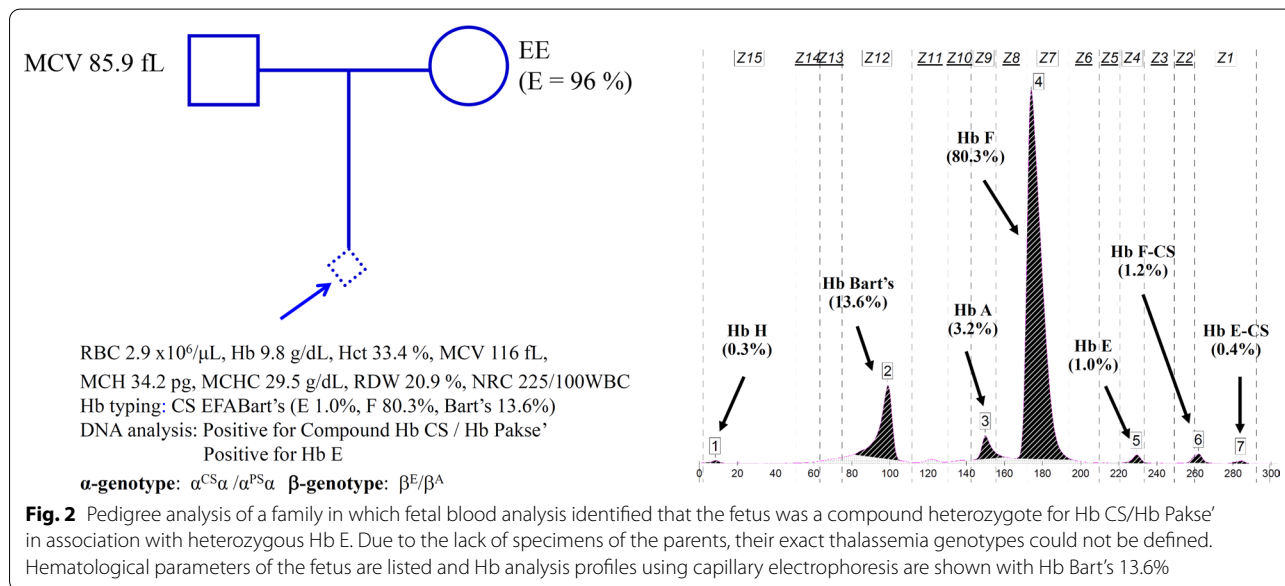 MCV 85.9 fL
EE
(E = 96 %)
RBC 2.9 x10⁶/μL, Hb 9.8 g/dL, Hct 33.4 %, MCV 116 fL,
MCH 34.2 pg, MCHC 29.5 g/dL, RDW 20.9 %, NRC 225/100WBC
Hb typing: CS EFABart’s (E 1.0%, F 80.3%, Bart’s 13.6%)
DNA analysis: Positive for Compound Hb CS / Hb Pakse’
Positive for Hb E
α-genotype: α^CSα /α^PSα β-genotype: β^E/β^A
Z15 Z14 Z13 Z12 Z11 Z10 Z9 Z8 Z7 Z6 Z5 Z4 Z3 Z2 Z1
4
Hb F
(80.3%)
Hb Bart’s
(13.6%)
Hb A
(3.2%)
Hb F-CS
(1.2%)
Hb H
(0.3%)
Hb E
(1.0%)
Hb E-CS
(0.4%)
2
3
1
5
6
7
0 20 40 60 80 100 120 140 160 180 200 220 240 260 280 300
Fig. 2 Pedigree analysis of a family in which fetal blood analysis identified that the fetus was a compound heterozygote for Hb CS/Hb Pakse’
in association with heterozygous Hb E. Due to the lack of specimens of the parents, their exact thalassemia genotypes could not be defined.
Hematological parameters of the fetus are listed and Hb analysis profiles using capillary electrophoresis are shown with Hb Bart’s 13.6%